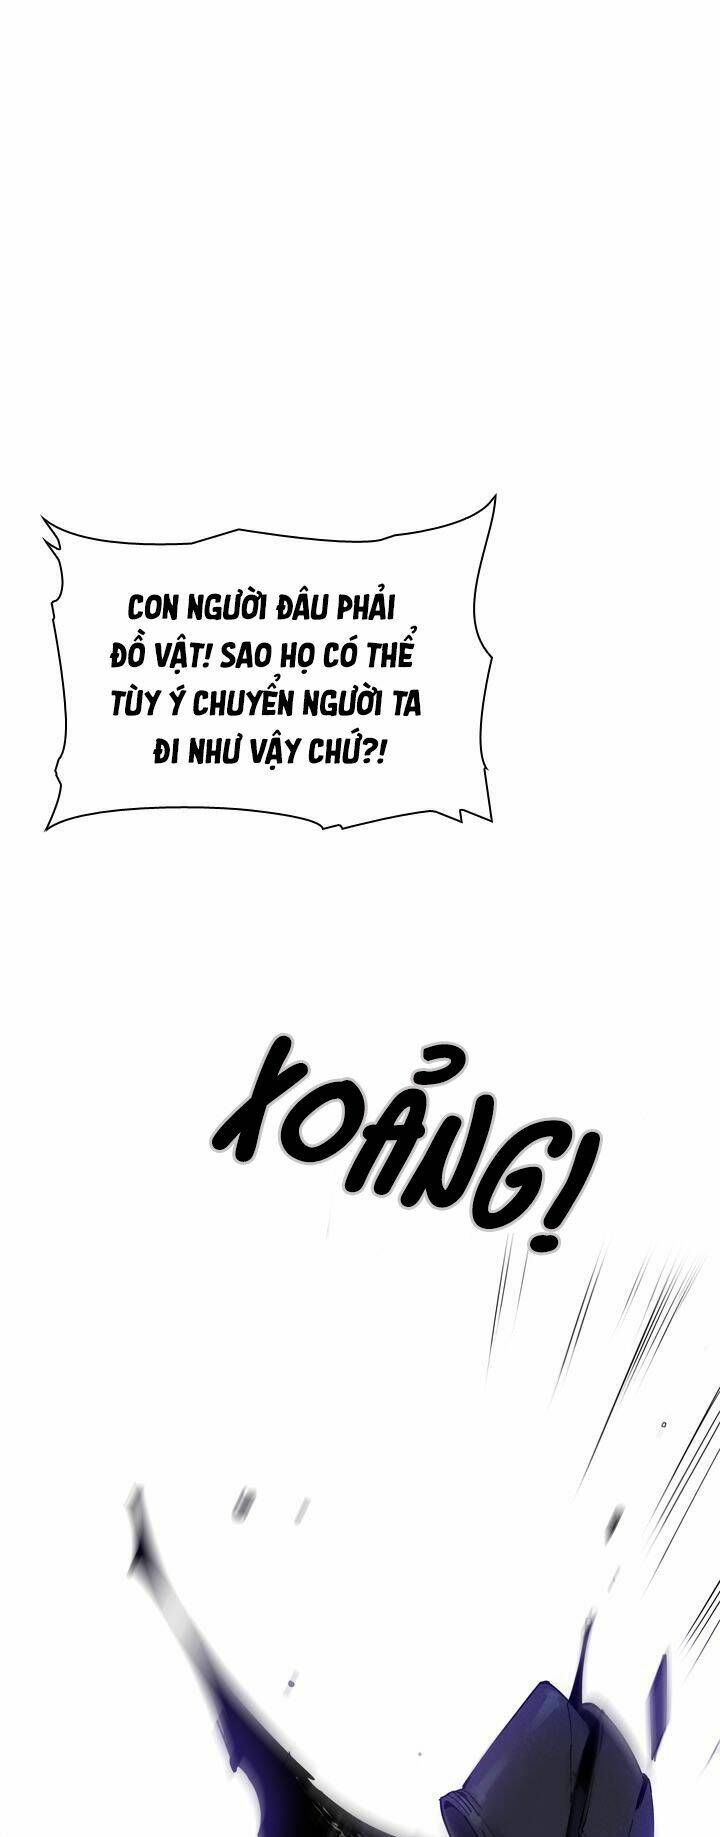 CON NGƯỜI ĐÂU PHẢI
ĐỒ VẬT! SAO HỌ CÓ THỂ
TÙY Ý CHUYỂN NGƯỜI TA
ĐI NHƯ VẬY CHỨ?!
XOẢNG!